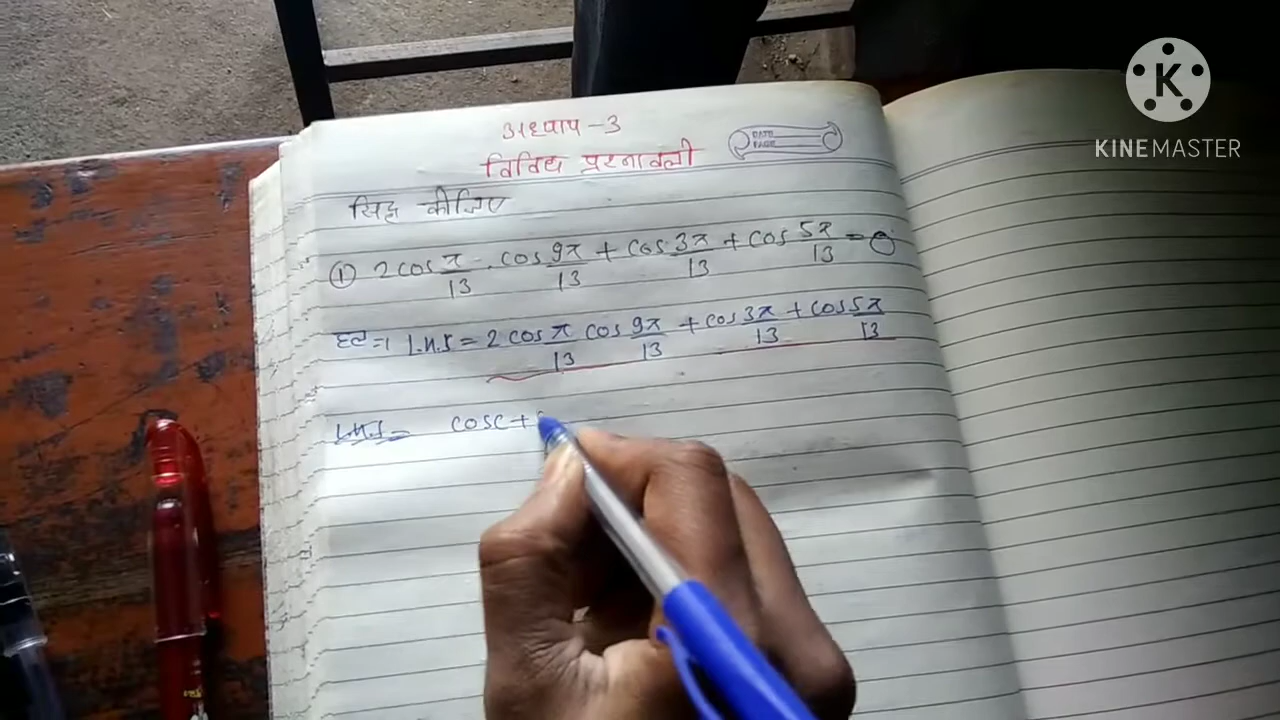 KINEMASTER
अध्याय - 3
DATE
PAGE
विविध प्रश्नावली
सिद्ध कीजिए
① 2 cos π/13 . cos 9π/13 + cos 3π/13 + cos 5π/13 = 0
हल:- L.H.S = 2 cos π/13 cos 9π/13 + cos 3π/13 + cos 5π/13
L.H.S = cos C +